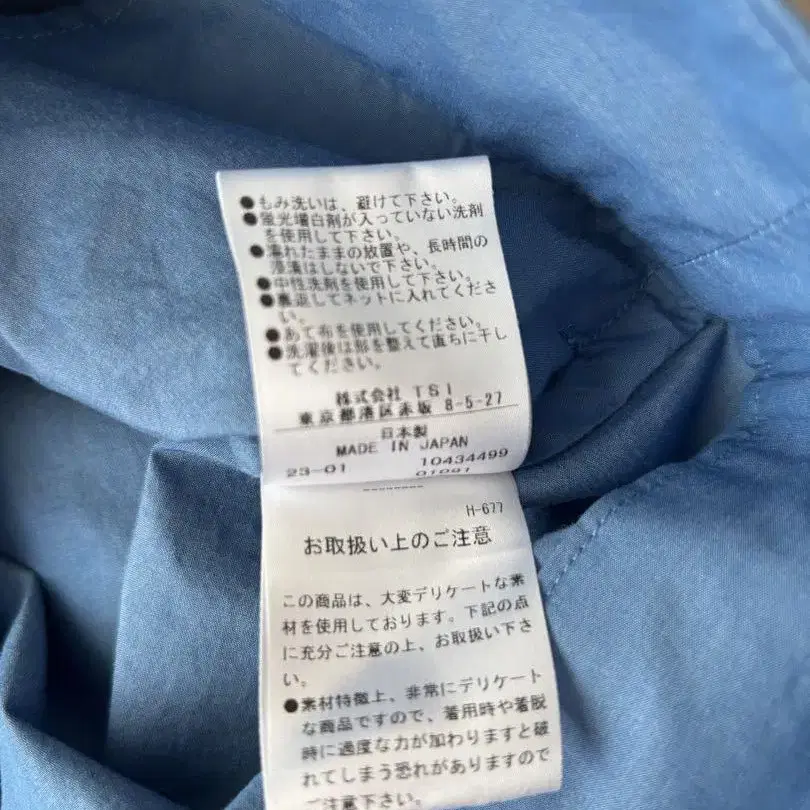 ●もみ洗いは、避けて下さい。
●蛍光増白剤が入っていない洗剤
を使用して下さい。
●濡れたままの放置や、長時間の
浸漬はしないで下さい。
●中性洗剤を使用して下さい。
●裏返してネットに入れてくださ
い。
●あて布を使用してください。
●洗濯後は形を整えて直ちに干し
てください。
株式会社 TSI
東京都港区赤坂 8-5-27
日本製
MADE IN JAPAN
23-01 10434499
01091
H-677
お取扱い上のご注意
この商品は、大変デリケートな素
材を使用しております。下記の点
に充分ご注意の上、お取扱い下さ
い。
●素材特徴上、非常にデリケート
な商品ですので、着用時や着脱
時に過度な力が加わりますと破
れてしまう恐れがありますので
ご注意下さい。